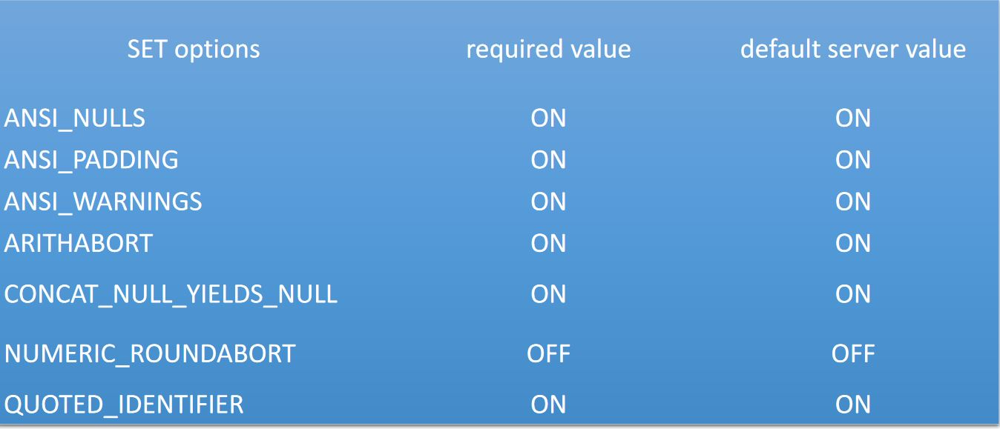 SET options required value default server value
ANSI_NULLS ON ON
ANSI_PADDING ON ON
ANSI_WARNINGS ON ON
ARITHABORT ON ON
CONCAT_NULL_YIELDS_NULL ON ON
NUMERIC_ROUNDABORT OFF OFF
QUOTED_IDENTIFIER ON ON